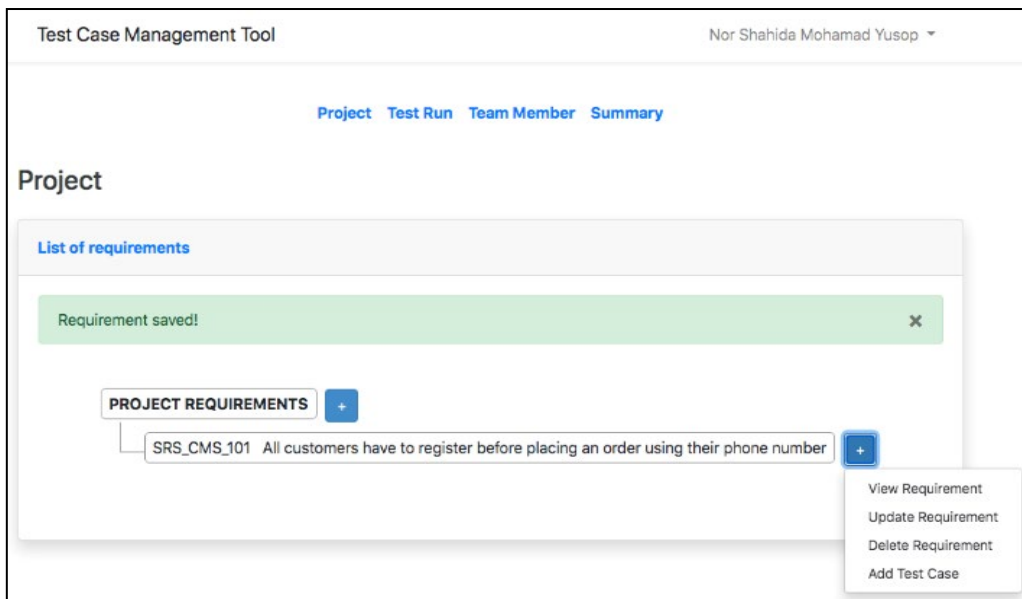 Test Case Management Tool
Nor Shahida Mohamad Yusop
Project Test Run Team Member Summary
Project
List of requirements
Requirement saved!
×
PROJECT REQUIREMENTS +
SRS_CMS_101 All customers have to register before placing an order using their phone number +
View Requirement
Update Requirement
Delete Requirement
Add Test Case